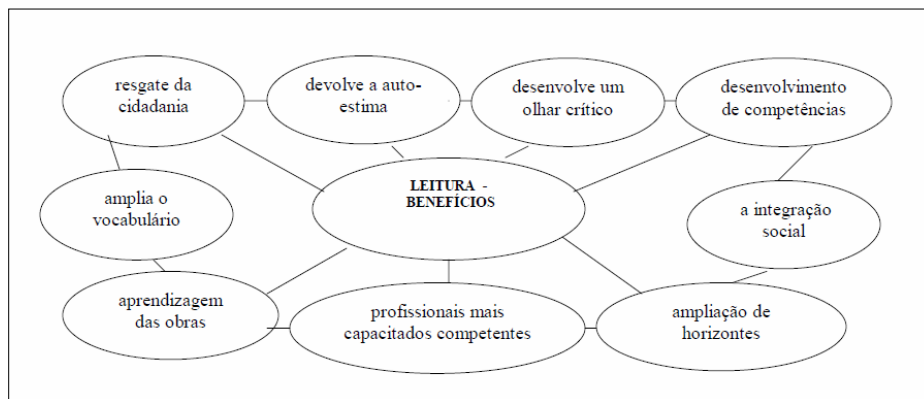 resgate da
cidadania
devolve a auto-
estima
desenvolve um
olhar crítico
desenvolvimento
de competências
LEITURA -
BENEFÍCIOS
amplia o
vocabulário
a integração
social
aprendizagem
das obras
profissionais mais
capacitados competentes
ampliação de
horizontes